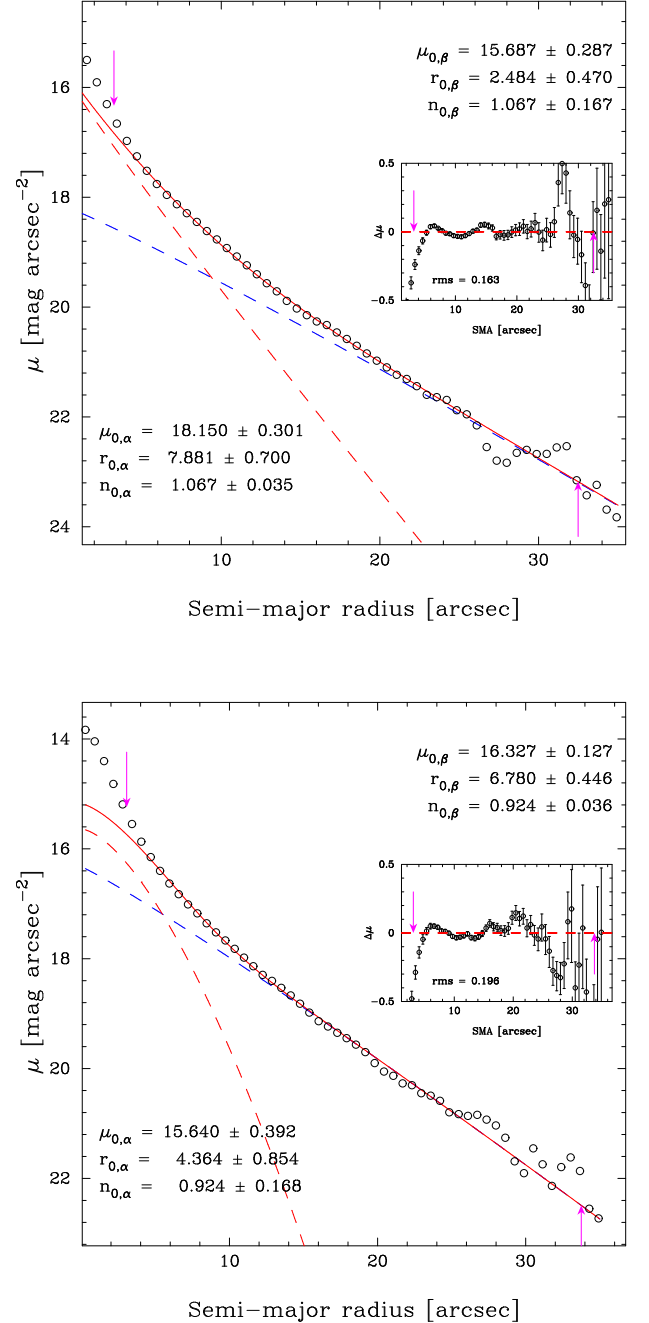 μ0,β = 15.687 ± 0.287
r0,β = 2.484 ± 0.470
n0,β = 1.067 ± 0.167
16
18
20
22
24
μ [mag arcsec−2]
0.5
0
−0.5
Δμ
rms = 0.163
10 20 30
SMA [arcsec]
μ0,α = 18.150 ± 0.301
r0,α = 7.881 ± 0.700
n0,α = 1.067 ± 0.035
10 20 30
Semi−major radius [arcsec]
μ0,β = 16.327 ± 0.127
r0,β = 6.780 ± 0.446
n0,β = 0.924 ± 0.036
14
16
18
20
22
μ [mag arcsec−2]
0.5
0
−0.5
Δμ
rms = 0.196
10 20 30
SMA [arcsec]
μ0,α = 15.640 ± 0.392
r0,α = 4.364 ± 0.854
n0,α = 0.924 ± 0.168
10 20 30
Semi−major radius [arcsec]